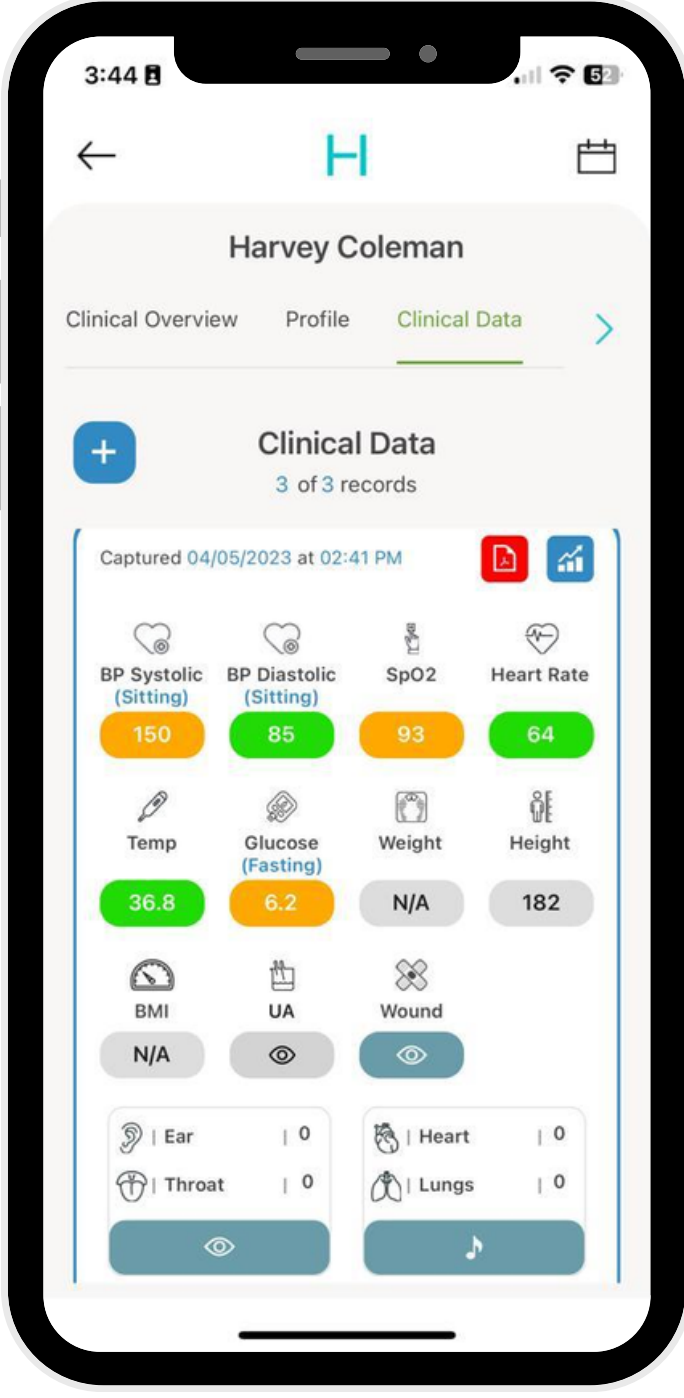 3:44
52
H
Harvey Coleman
Clinical Overview Profile Clinical Data
+
Clinical Data
3 of 3 records
Captured 04/05/2023 at 02:41 PM
BP Systolic BP Diastolic SpO2 Heart Rate
(Sitting) (Sitting)
150 85 93 64
Temp Glucose Weight Height
(Fasting)
36.8 6.2 N/A 182
BMI UA Wound
N/A
| Ear | 0 | Heart | 0
| Throat | 0 | Lungs | 0